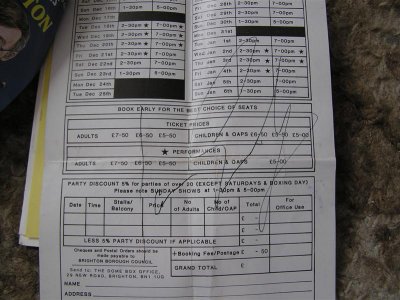 TON
Sun Dec 16th 1-30pm 5-00pm
Mon Dec 17th
Tue Dec 18th 2-30pm ★ 7-00pm
Wed Dec 19th 2-30pm ★ 7-00pm
Thu Dec 20th 2-30pm ★ 7-00pm
Fri Dec 21st 2-30pm ★ 7-00pm
Sat Dec 22nd 2-30pm 7-00pm
Sun Dec 23rd 1-30pm 5-00pm
Mon Dec 24th
Tue Dec 25th
Fri Dec 28th 2-30pm 7-00pm
Sat Dec 29th 2-30pm 7-00pm
Sun Dec 30th 1-30pm 5-00pm
Mon Dec 31st
Tue Jan 1st 2-30pm 7-00pm
Wed Jan 2nd 2-30pm ★ 7-00pm ★
Thu Jan 3rd 2-30pm ★ 7-00pm ★
Fri Jan 4th 2-30pm ★ 7-00pm ★
Sat Jan 5th 2-30pm 7-00pm
Sun Jan 6th 1-30pm 5-00pm
BOOK EARLY FOR THE BEST CHOICE OF SEATS
TICKET PRICES
ADULTS £7-50 £6-50 £5-50 CHILDREN & OAPS £6-50 £5-50 £5-00
★ PERFORMANCES
ADULTS £7-50 £6-50 £5-50 CHILDREN & OAPS £5-00
PARTY DISCOUNT 5% for parties of over 20 (EXCEPT SATURDAYS & BOXING DAY)
Please note SUNDAY SHOWS at 1-30pm & 5-00pm
Date Time Stalls/Balcony Price No of Adults No of Child/OAP Total For Office Use
£ -
£ -
LESS 5% PARTY DISCOUNT IF APPLICABLE £ -
Cheques and Postal Orders should be made payable to
BRIGHTON BOROUGH COUNCIL
+ Booking Fee/Postage £ - 50
Send to: THE DOME BOX OFFICE,
29 NEW ROAD, BRIGHTON, BN1 1UG
GRAND TOTAL £
NAME
ADDRESS